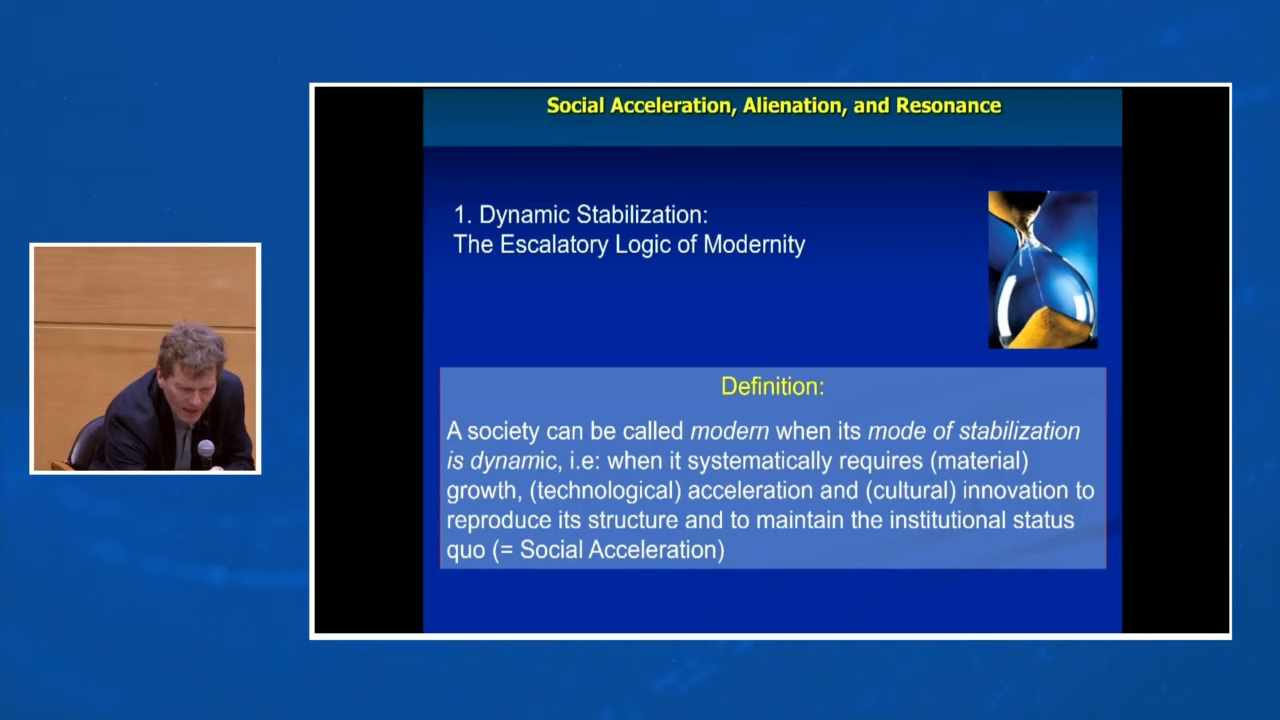 Social Acceleration, Alienation, and Resonance
1. Dynamic Stabilization:
The Escalatory Logic of Modernity
Definition:
A society can be called modern when its mode of stabilization
is dynamic, i.e: when it systematically requires (material)
growth, (technological) acceleration and (cultural) innovation to
reproduce its structure and to maintain the institutional status
quo (= Social Acceleration)